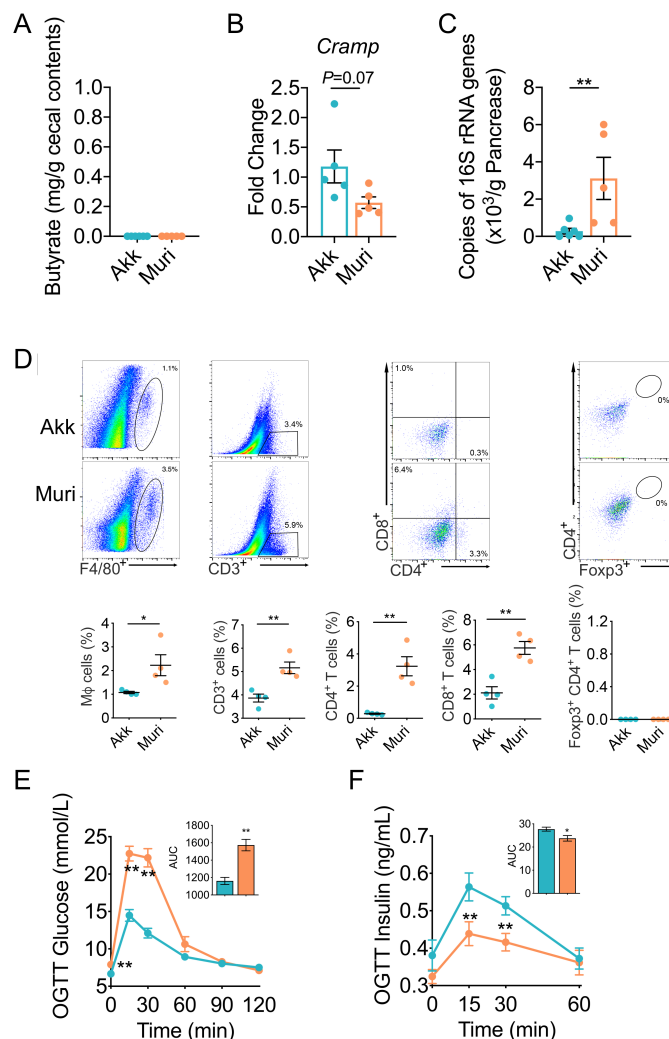 A
Butyrate (mg/g cecal contents)
1.0
0.8
0.6
0.4
0.2
0.0
Akk
Muri
B
Cramp
P=0.07
Fold Change
2.5
2.0
1.5
1.0
0.5
0.0
Akk
Muri
C
Copies of 16S rRNA genes
(x10³/g Pancrease)
**
8
6
4
2
0
Akk
Muri
D
Akk
1.1%
3.4%
1.0%
0.3%
0%
Muri
3.5%
5.9%
6.4%
3.3%
0%
F4/80⁺
CD3⁺
CD8⁺
CD4⁺
CD4⁺
Foxp3⁺
Mφ cells (%)
*
4
3
2
1
0
Akk
Muri
CD3⁺ cells (%)
**
7
6
5
4
3
Akk
Muri
CD4⁺ T cells (%)
**
6
4
2
0
Akk
Muri
CD8⁺ T cells (%)
**
8
6
4
2
0
Akk
Muri
Foxp3⁺ CD4⁺ T cells (%)
1.2
0.9
0.6
0.3
0.0
Akk
Muri
E
OGTT Glucose (mmol/L)
25
20
15
10
5
**
**
**
0
30
60
90
120
Time (min)
AUC
1800
1600
1400
1200
1000
**
F
OGTT Insulin (ng/mL)
0.7
0.6
0.5
0.4
0.3
**
**
0
15
30
60
Time (min)
AUC
30
20
10
0
*